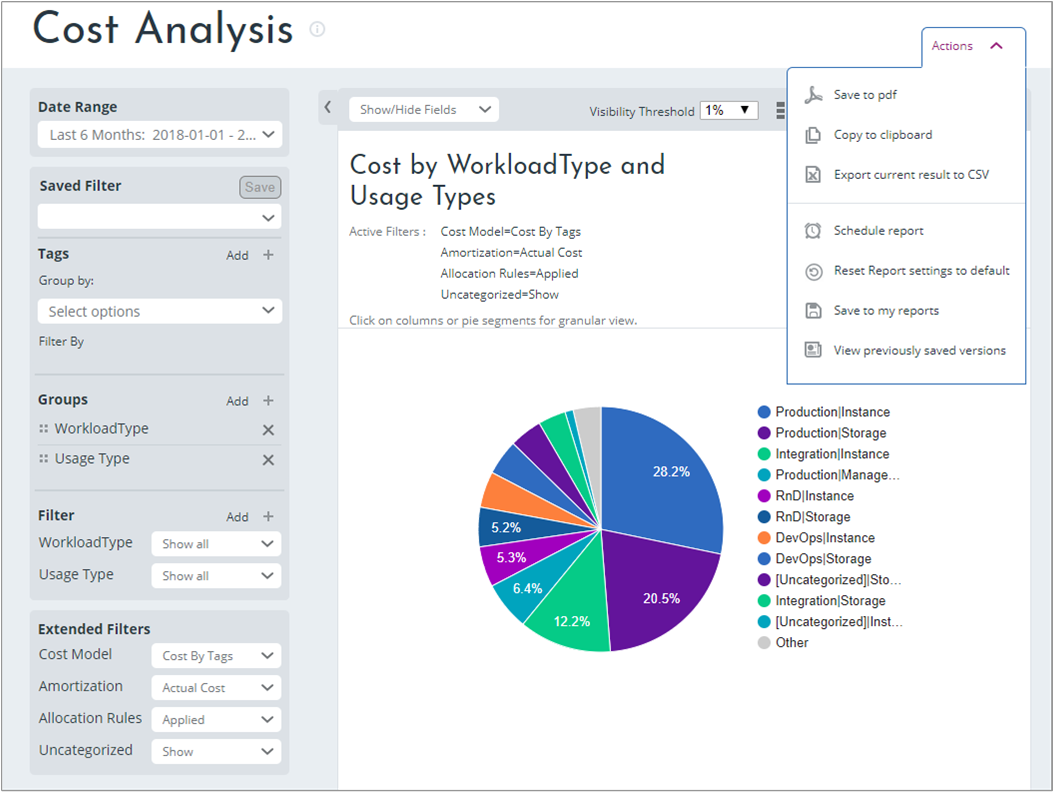 Cost Analysis
Actions
Date Range
Last 6 Months: 2018-01-01 - 2...
Saved Filter
Save
Tags
Add
Group by:
Select options
Filter By
Groups
Add
WorkloadType
Usage Type
Filter
Add
WorkloadType
Show all
Usage Type
Show all
Extended Filters
Cost Model
Cost By Tags
Amortization
Actual Cost
Allocation Rules
Applied
Uncategorized
Show
Show/Hide Fields
Visibility Threshold
1%
Save to pdf
Copy to clipboard
Export current result to CSV
Schedule report
Reset Report settings to default
Save to my reports
View previously saved versions
Cost by WorkloadType and
Usage Types
Active Filters :
Cost Model=Cost By Tags
Amortization=Actual Cost
Allocation Rules=Applied
Uncategorized=Show
Click on columns or pie segments for granular view.
28.2%
20.5%
12.2%
6.4%
5.3%
5.2%
Production|Instance
Production|Storage
Integration|Instance
Production|Manage...
RnD|Instance
RnD|Storage
DevOps|Instance
DevOps|Storage
[Uncategorized]|Sto...
Integration|Storage
[Uncategorized]|Inst...
Other